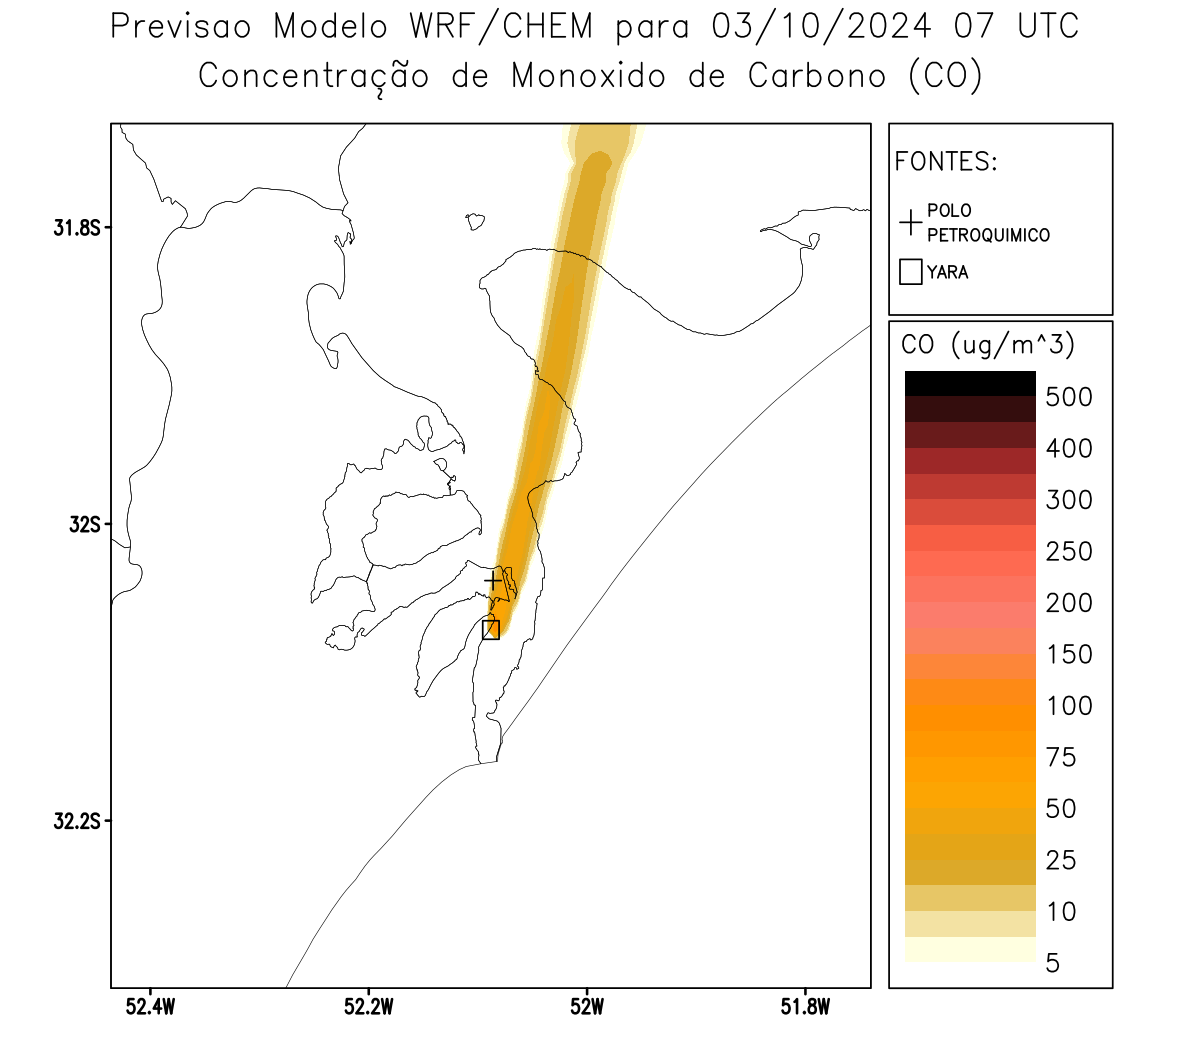 Previsao Modelo WRF/CHEM para 03/10/2024 07 UTC
Concentração de Monoxido de Carbono (CO)
FONTES:
POLO
PETROQUIMICO
YARA
CO (ug/m^3)
500
400
300
250
200
150
100
75
50
25
10
5
31.8S
32S
32.2S
52.4W
52.2W
52W
51.8W